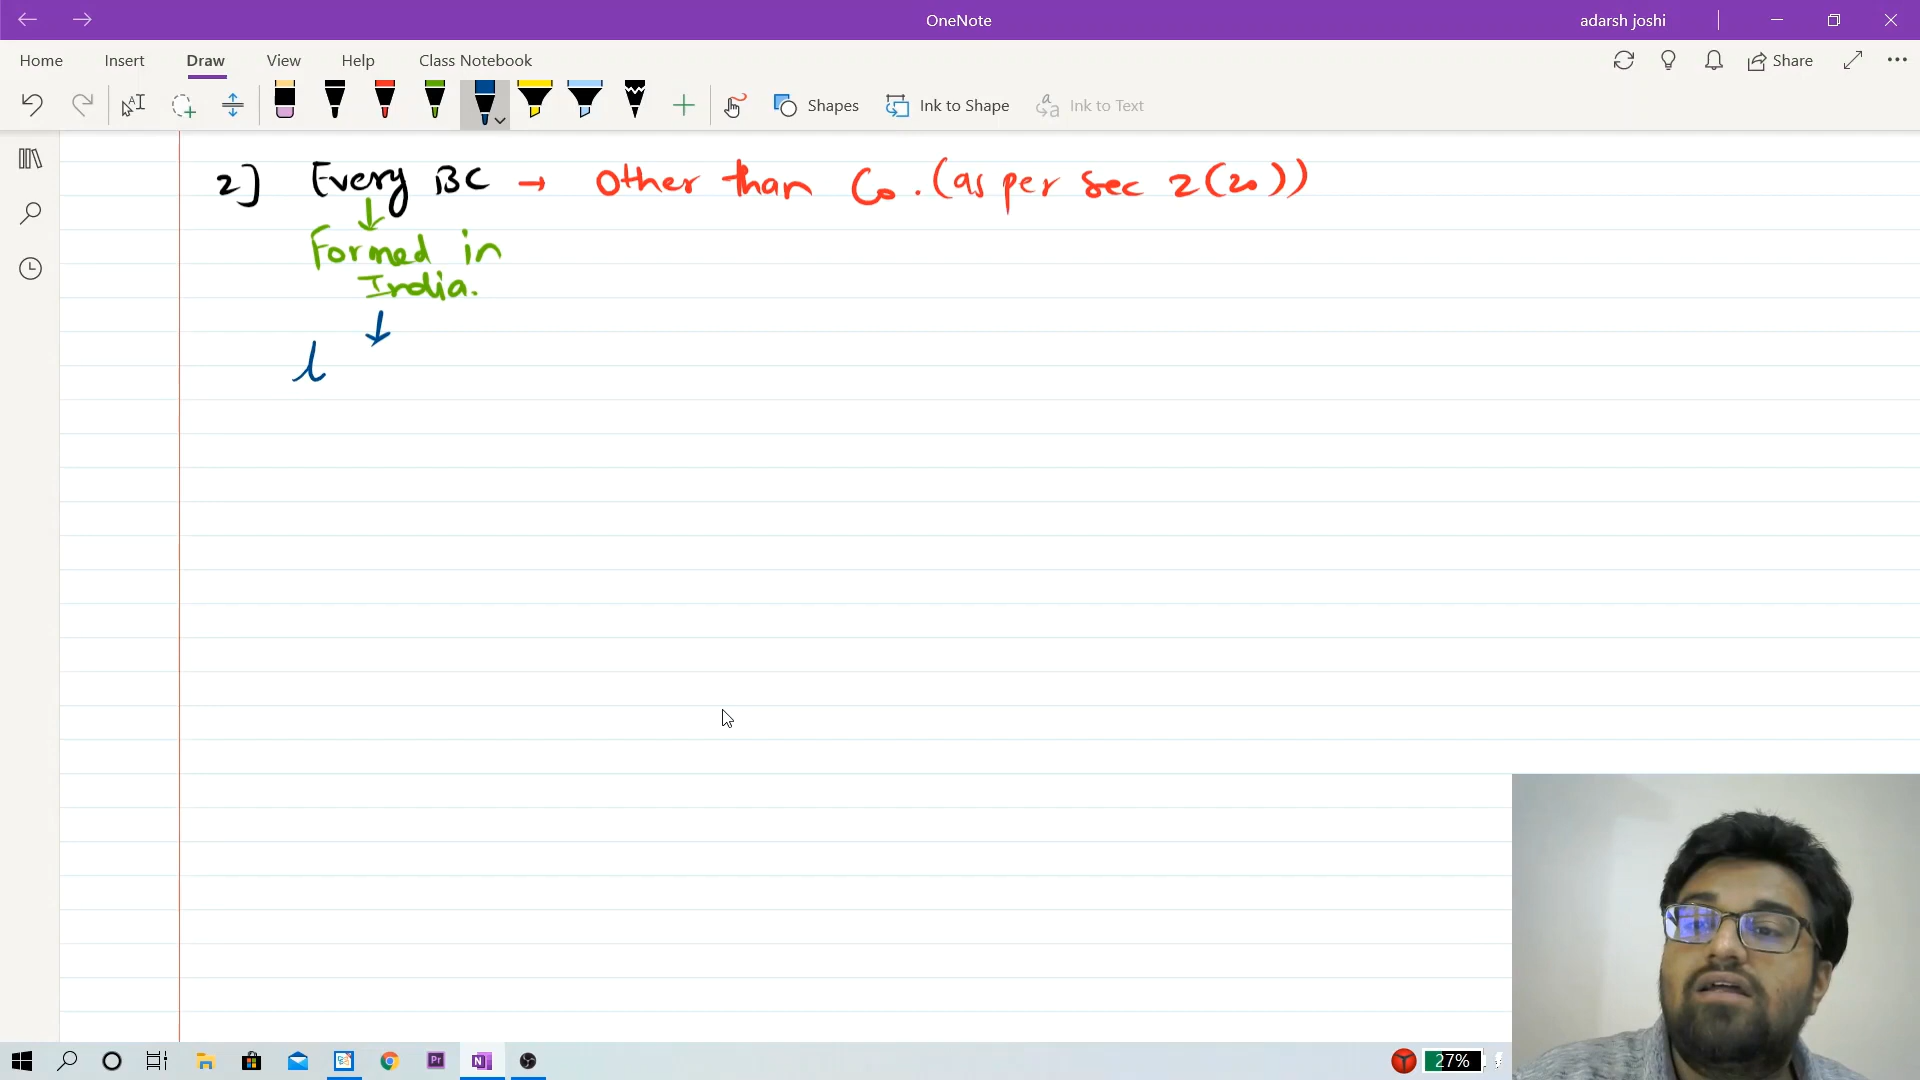 OneNote
adarsh joshi
Home Insert Draw View Help Class Notebook
Share
Shapes Ink to Shape Ink to Text
2] Every BC → Other than Co. (as per sec 2(20))
↓
Formed in
India.
↓
l
Pr N 27%